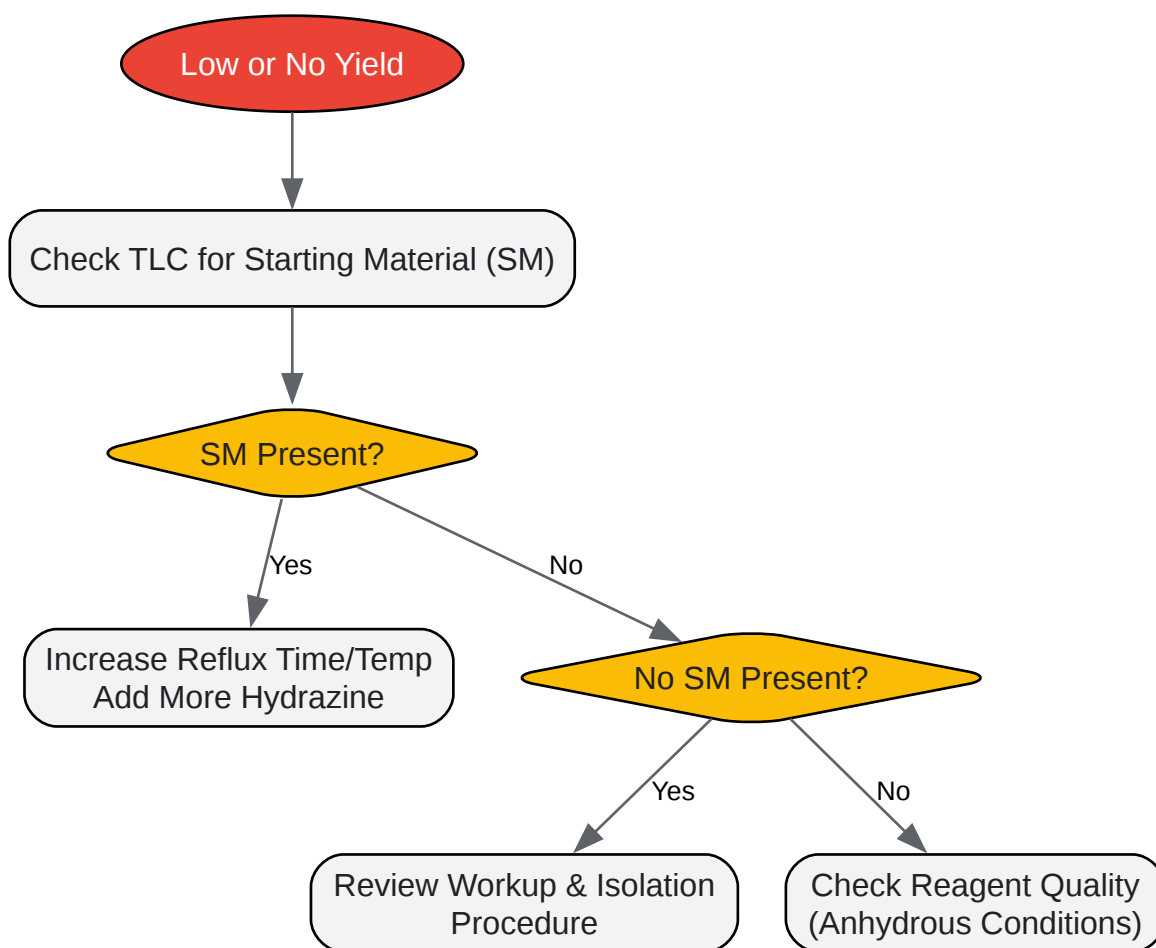 Low or No Yield
Check TLC for Starting Material (SM)
SM Present?
Yes
No
Increase Reflux Time/Temp
Add More Hydrazine
No SM Present?
Yes
No
Review Workup & Isolation
Procedure
Check Reagent Quality
(Anhydrous Conditions)